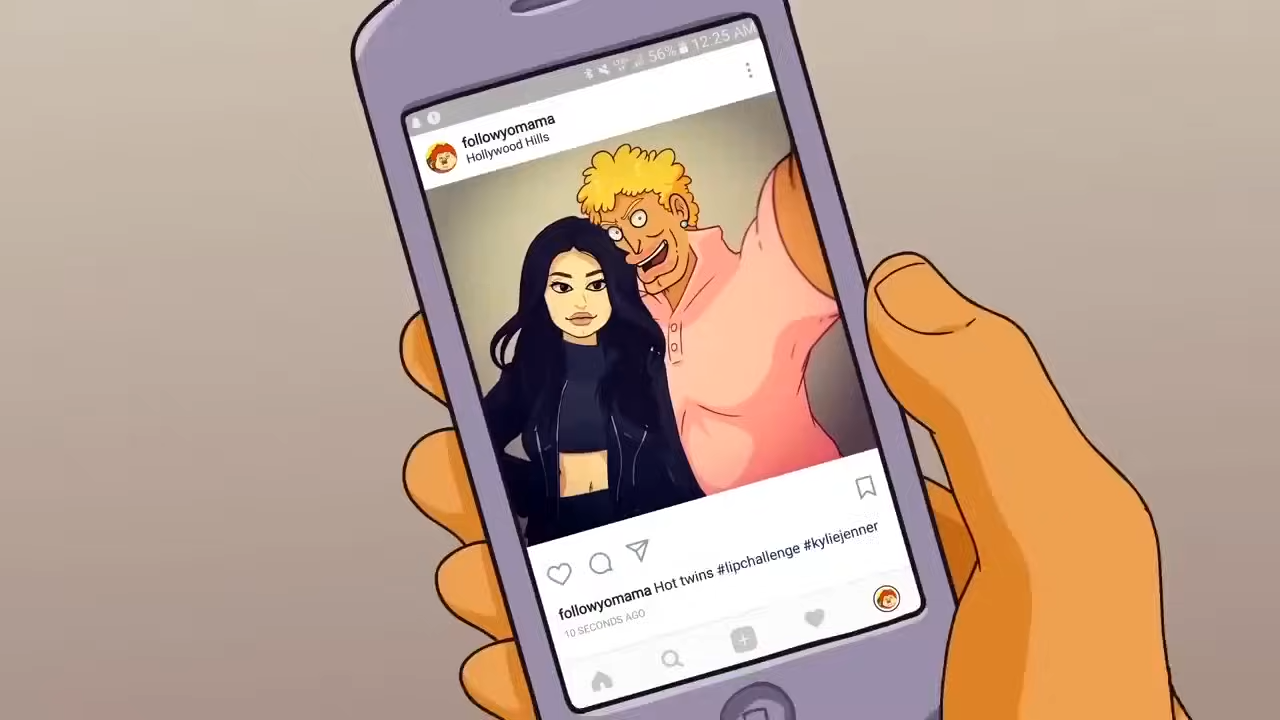 56% 12:25 AM
followyomama
Hollywood Hills
followyomama Hot twins #lipchallenge #kyliejenner
10 SECONDS AGO